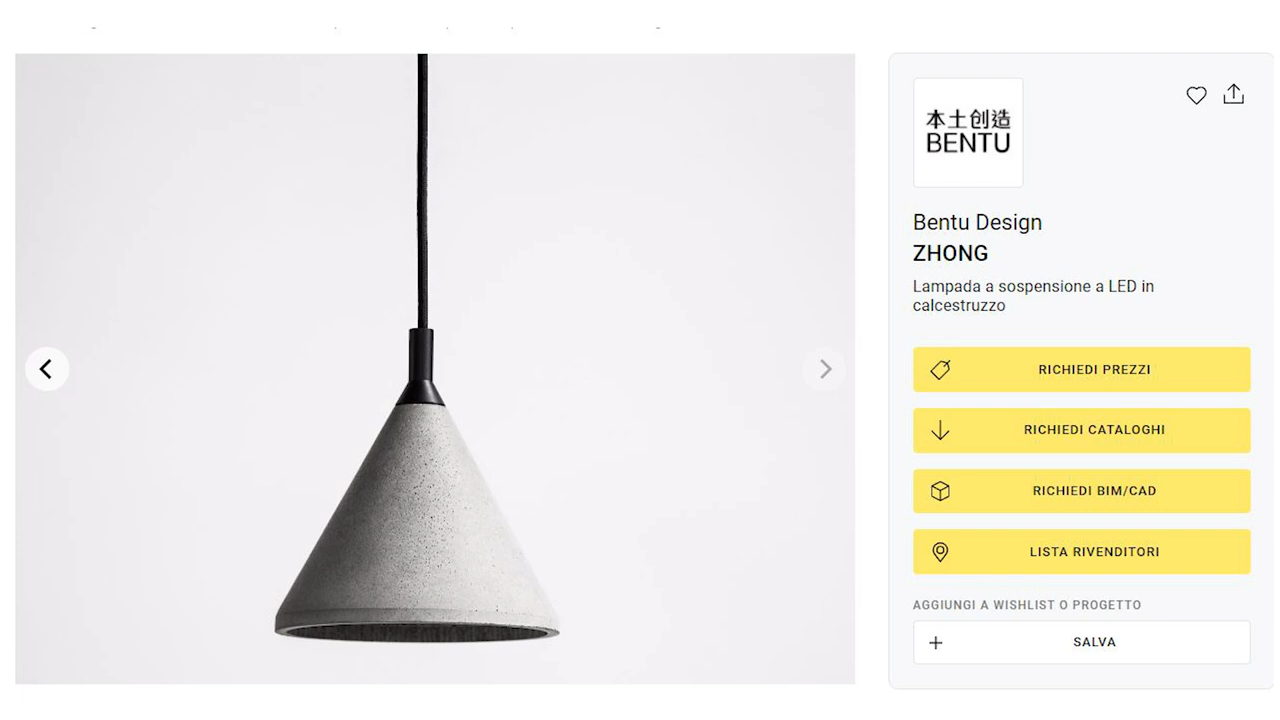 本土创造
BENTU
Bentu Design
ZHONG
Lampada a sospensione a LED in
calcestruzzo
RICHIEDI PREZZI
RICHIEDI CATALOGHI
RICHIEDI BIM/CAD
LISTA RIVENDITORI
AGGIUNGI A WISHLIST O PROGETTO
SALVA